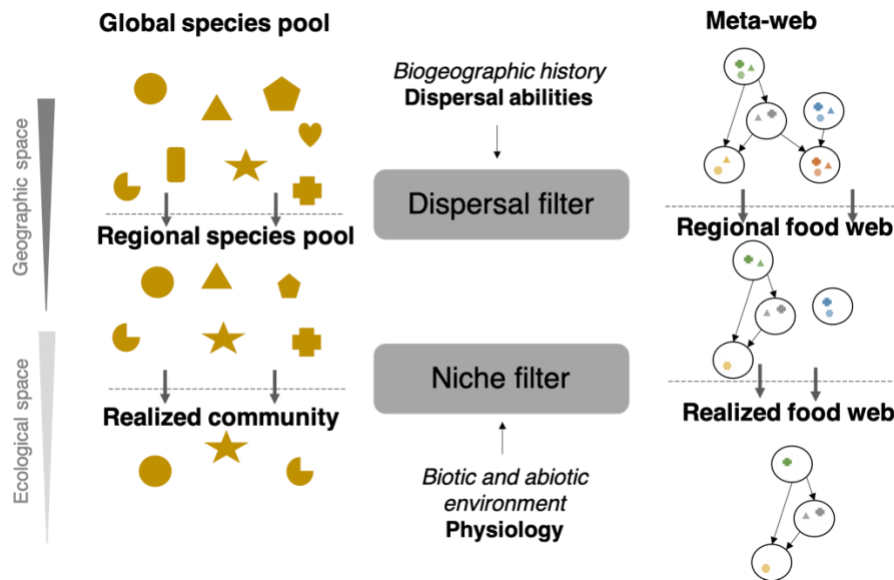 Global species pool
Meta-web
Biogeographic history
Dispersal abilities
Geographic space
Dispersal filter
Regional species pool
Regional food web
Niche filter
Ecological space
Realized community
Realized food web
Biotic and abiotic
environment
Physiology